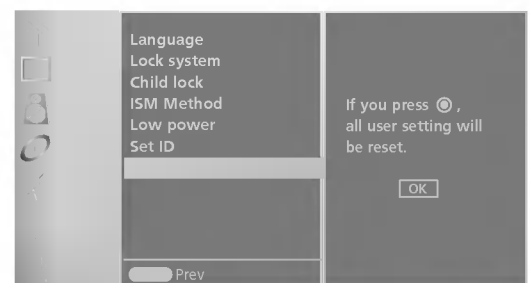 Language
Lock system
Child lock
ISM Method
Low power
Set ID
Prev
If you press ,
all user setting will
be reset.
OK